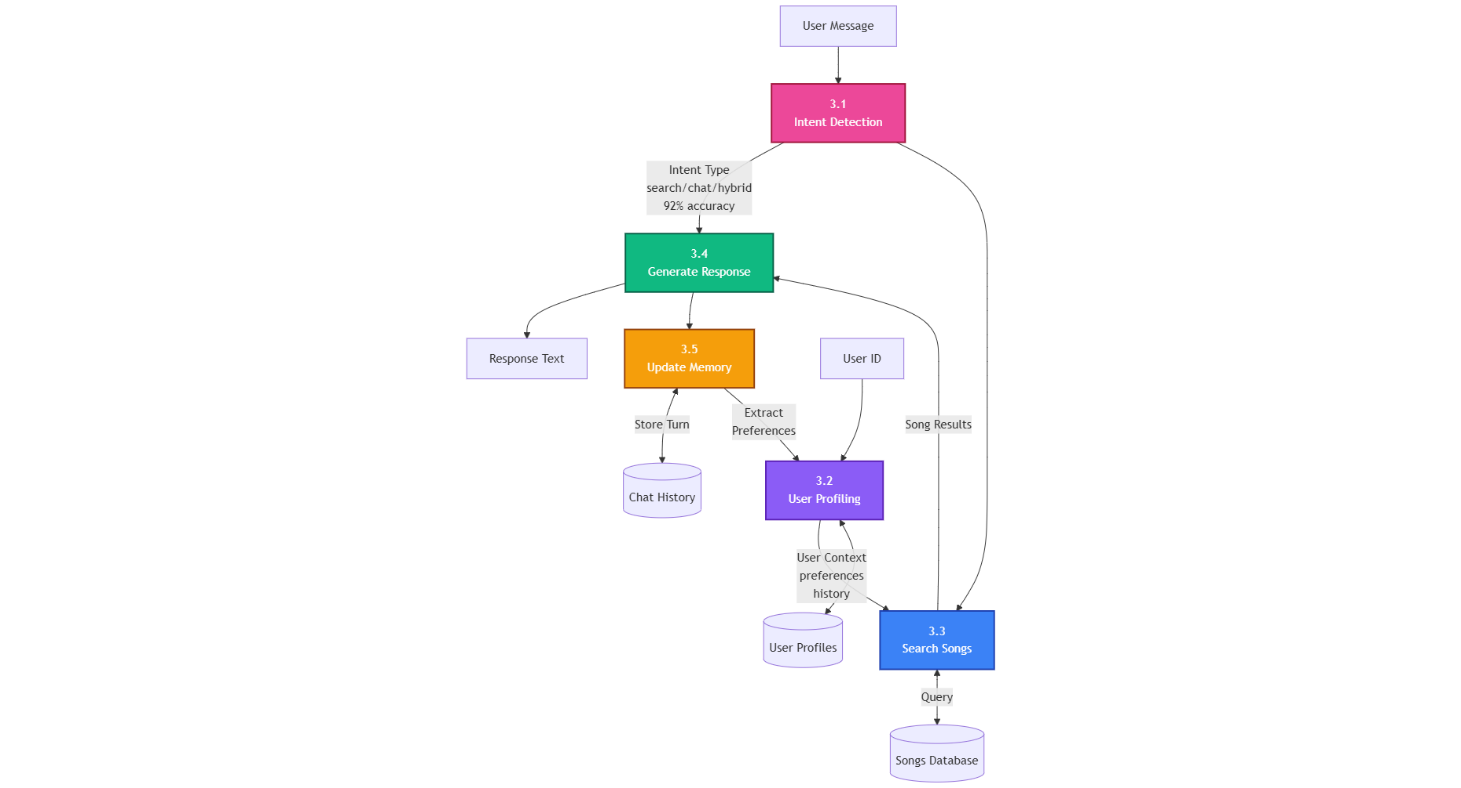 User Message
3.1
Intent Detection
Intent Type
search/chat/hybrid
92% accuracy
3.4
Generate Response
Response Text
3.5
Update Memory
User ID
Store Turn
Extract
Preferences
Song Results
Chat History
3.2
User Profiling
User Context
preferences
history
User Profiles
3.3
Search Songs
Query
Songs Database